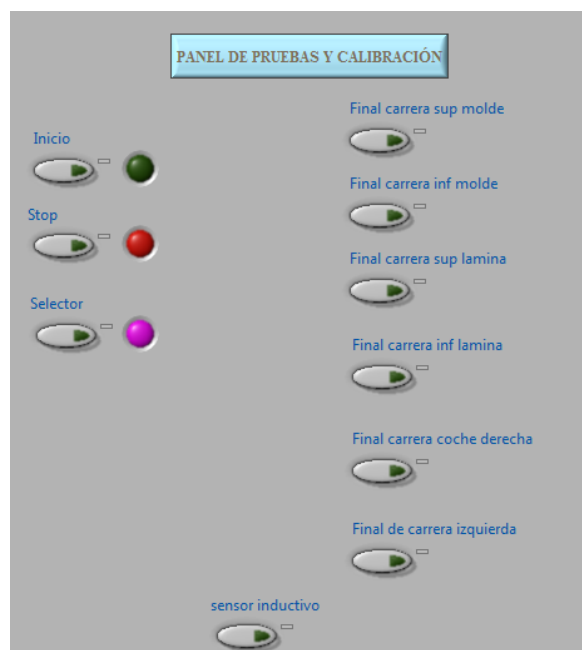 PANEL DE PRUEBAS Y CALIBRACIÓN
Inicio
Stop
Selector
Final carrera sup molde
Final carrera inf molde
Final carrera sup lamina
Final carrera inf lamina
Final carrera coche derecha
Final de carrera izquierda
sensor inductivo